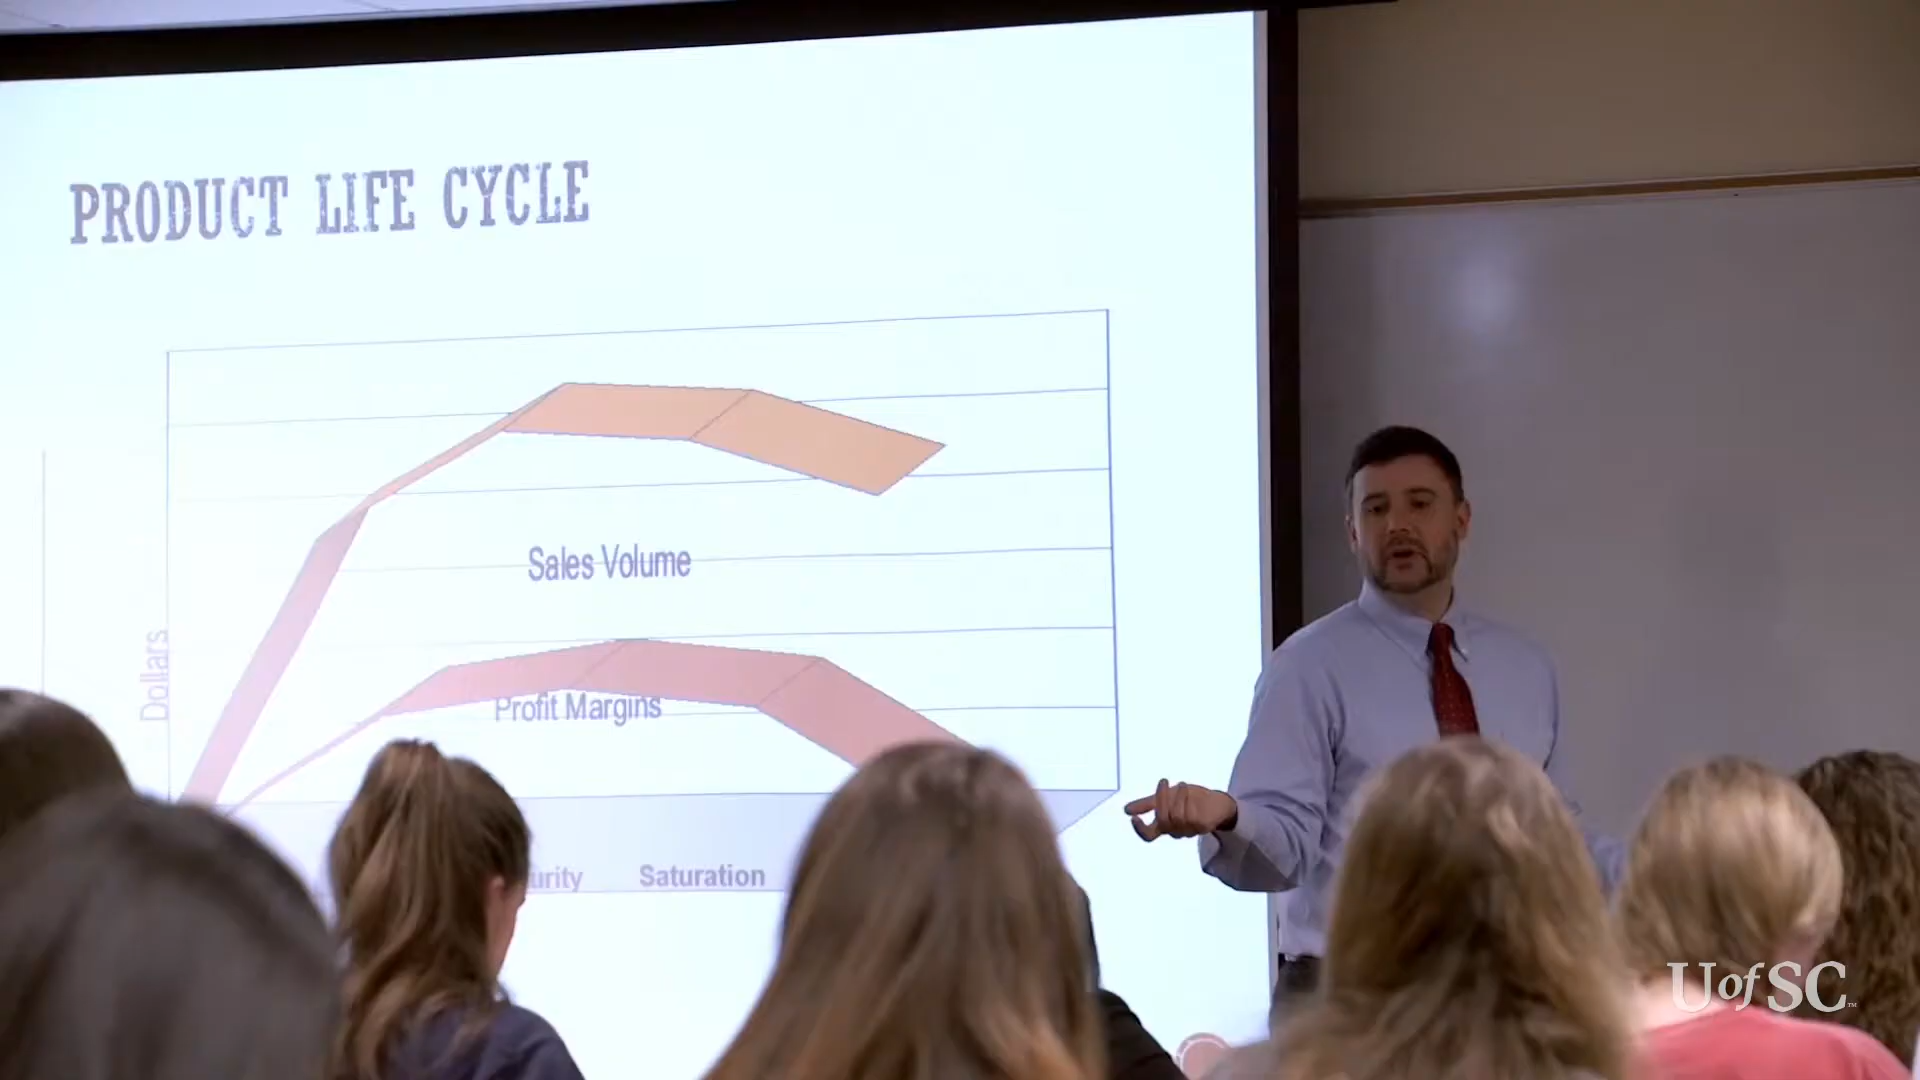 PRODUCT LIFE CYCLE
Dollars
Sales Volume
Profit Margins
urity Saturation
UofSC